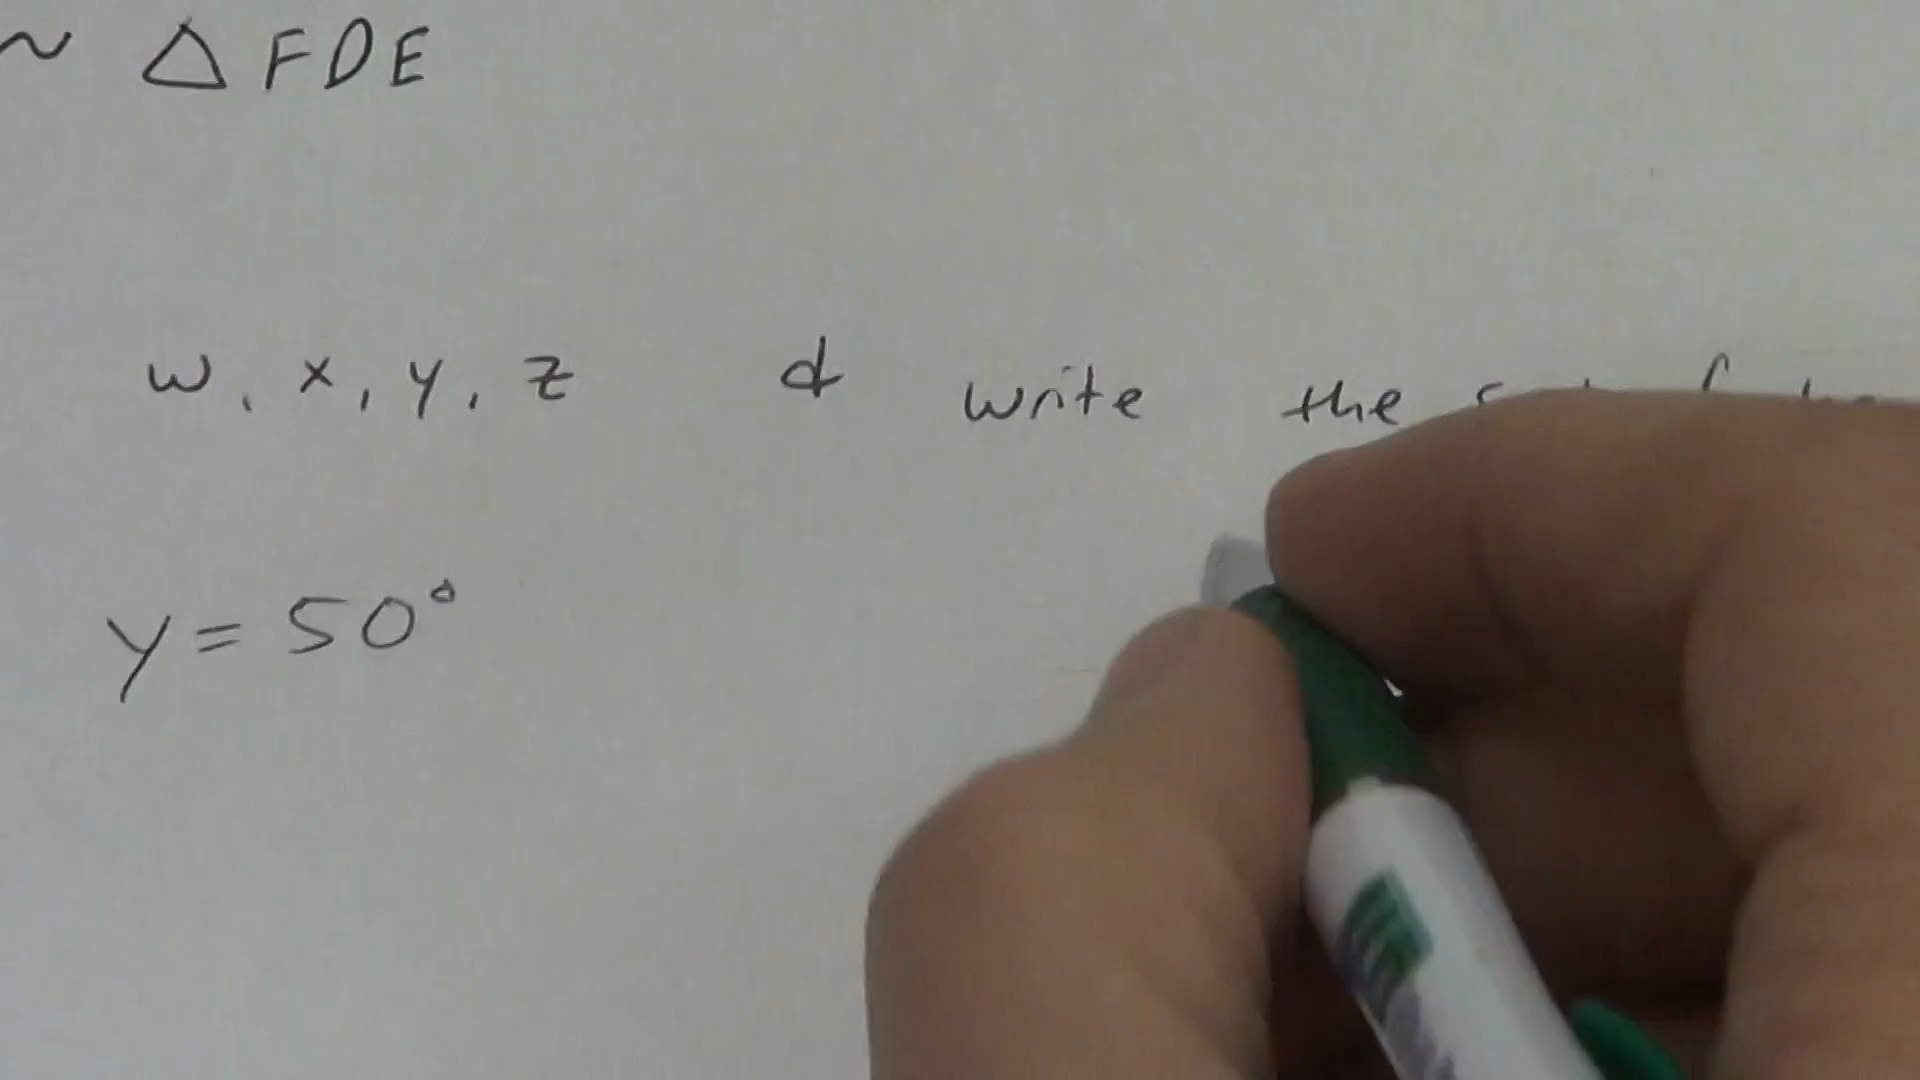 ~ △FDE
w, x, y, z & write the
y = 50°